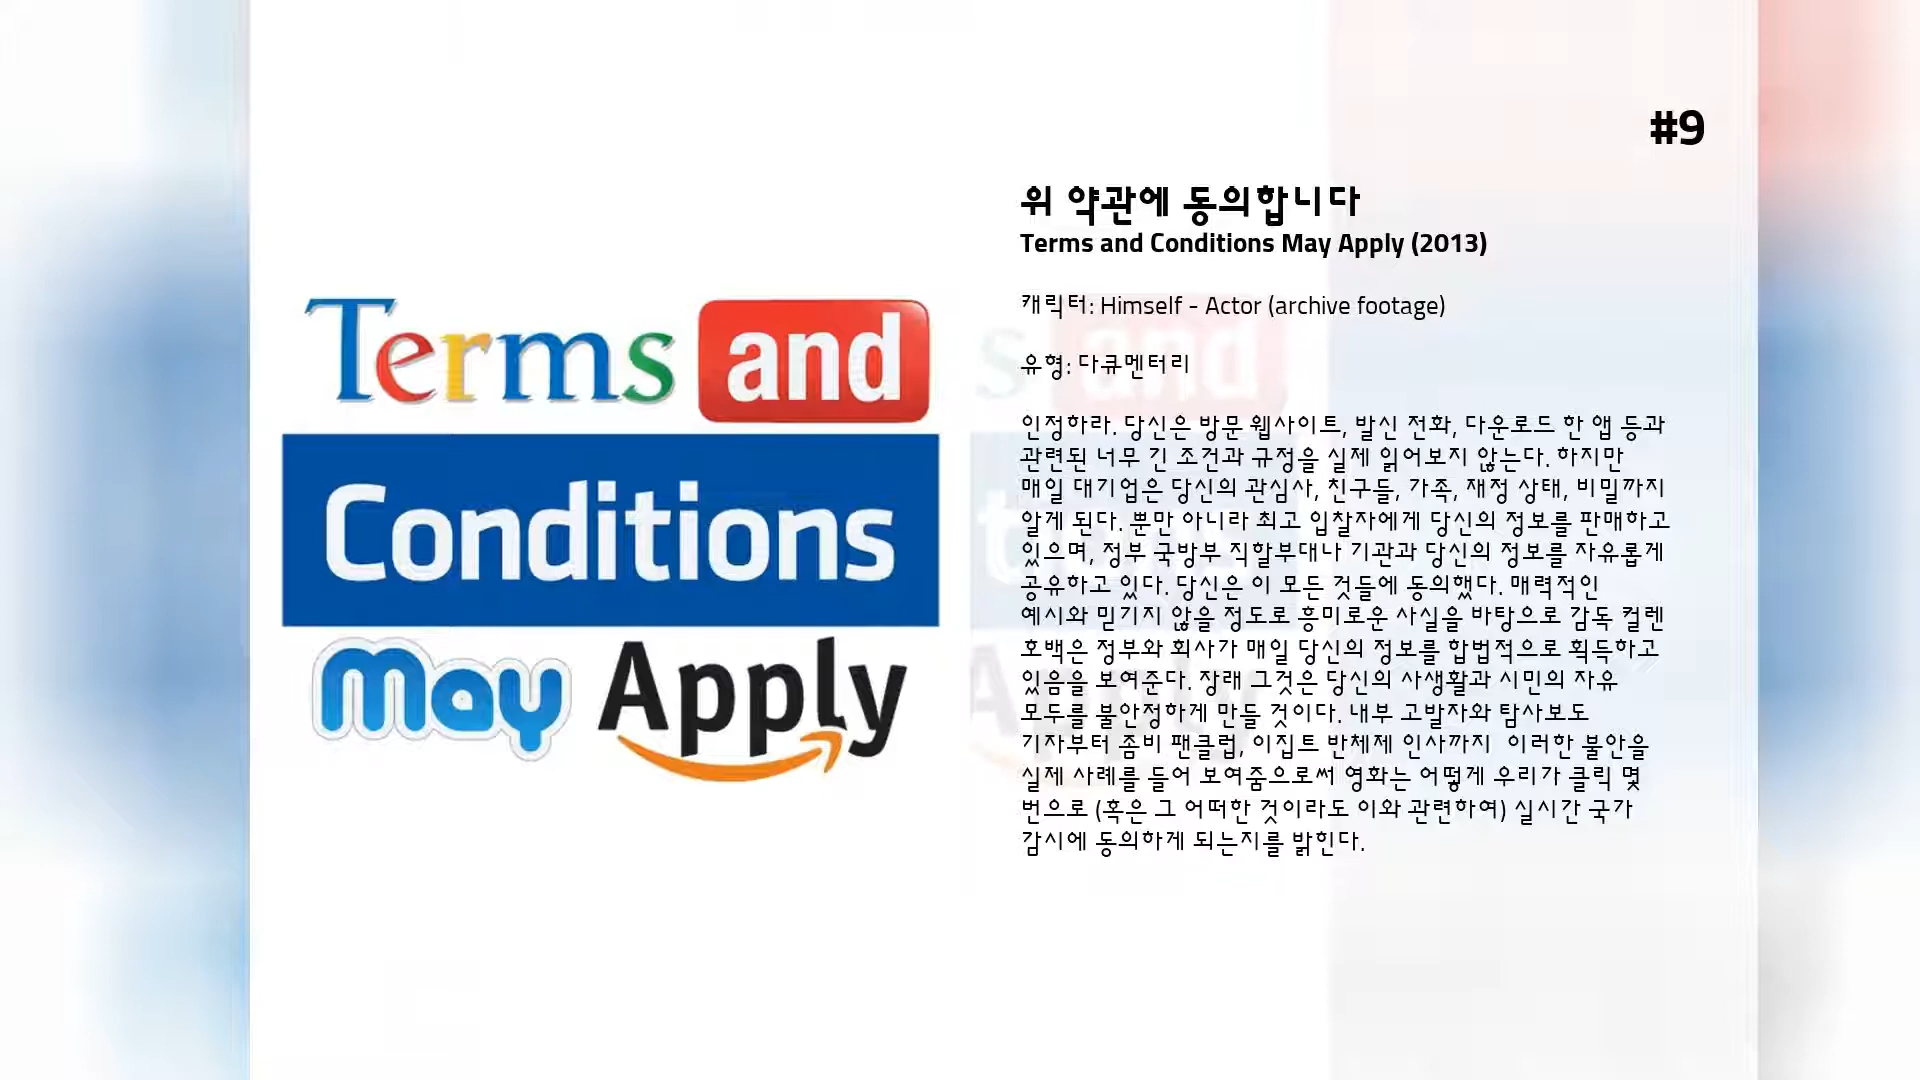 #9
위 약관에 동의합니다
Terms and Conditions May Apply (2013)
캐릭터: Himself - Actor (archive footage)
유형: 다큐멘터리
인정하라. 당신은 방문 웹사이트, 발신 전화, 다운로드 한 앱 등과
관련된 너무 긴 조건과 규정을 실제 읽어보지 않는다. 하지만
매일 대기업은 당신의 관심사, 친구들, 가족, 재정 상태, 비밀까지
알게 된다. 뿐만 아니라 최고 입찰자에게 당신의 정보를 판매하고
있으며, 정부 국방부 직할부대나 기관과 당신의 정보를 자유롭게
공유하고 있다. 당신은 이 모든 것들에 동의했다. 매력적인
예시와 믿기지 않을 정도로 흥미로운 사실을 바탕으로 감독 컬렌
호백은 정부와 회사가 매일 당신의 정보를 합법적으로 획득하고
있음을 보여준다. 장래 그것은 당신의 사생활과 시민의 자유
모두를 불안정하게 만들 것이다. 내부 고발자와 탐사보도
기자부터 좀비 팬클럽, 이집트 반체제 인사까지  이러한 불안을
실제 사례를 들어 보여줌으로써 영화는 어떻게 우리가 클릭 몇
번으로 (혹은 그 어떠한 것이라도 이와 관련하여) 실시간 국가
감시에 동의하게 되는지를 밝힌다.
Terms and
Conditions
May Apply